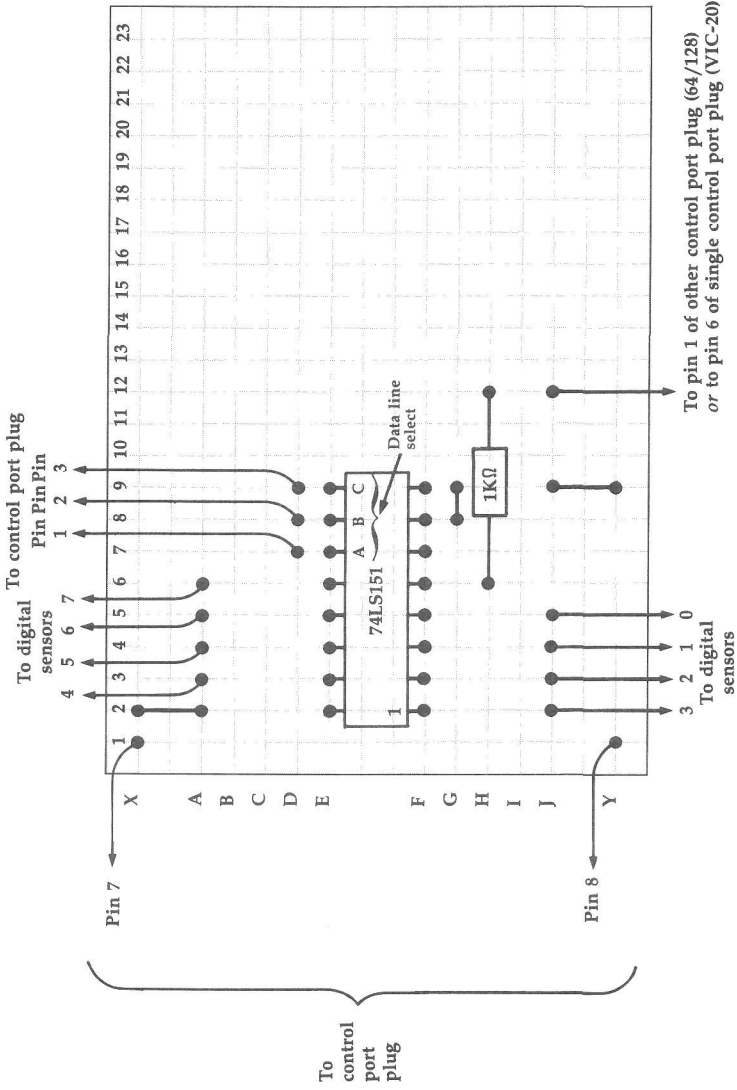 To control port plug
Pin Pin Pin
1 2 3
To digital
sensors
4 5 6 7
1 2 3 4 5 6 7 8 9 10 11 12 13 14 15 16 17 18 19 20 21 22 23
X
A
B
C
D
E
F
G
H
I
J
Y
Pin 7
Pin 8
To
control
port
plug
74LS151
A B C
1
Data line
select
1KΩ
3 2 1 0
To digital
sensors
To pin 1 of other control port plug (64/128)
or to pin 6 of single control port plug (VIC-20)